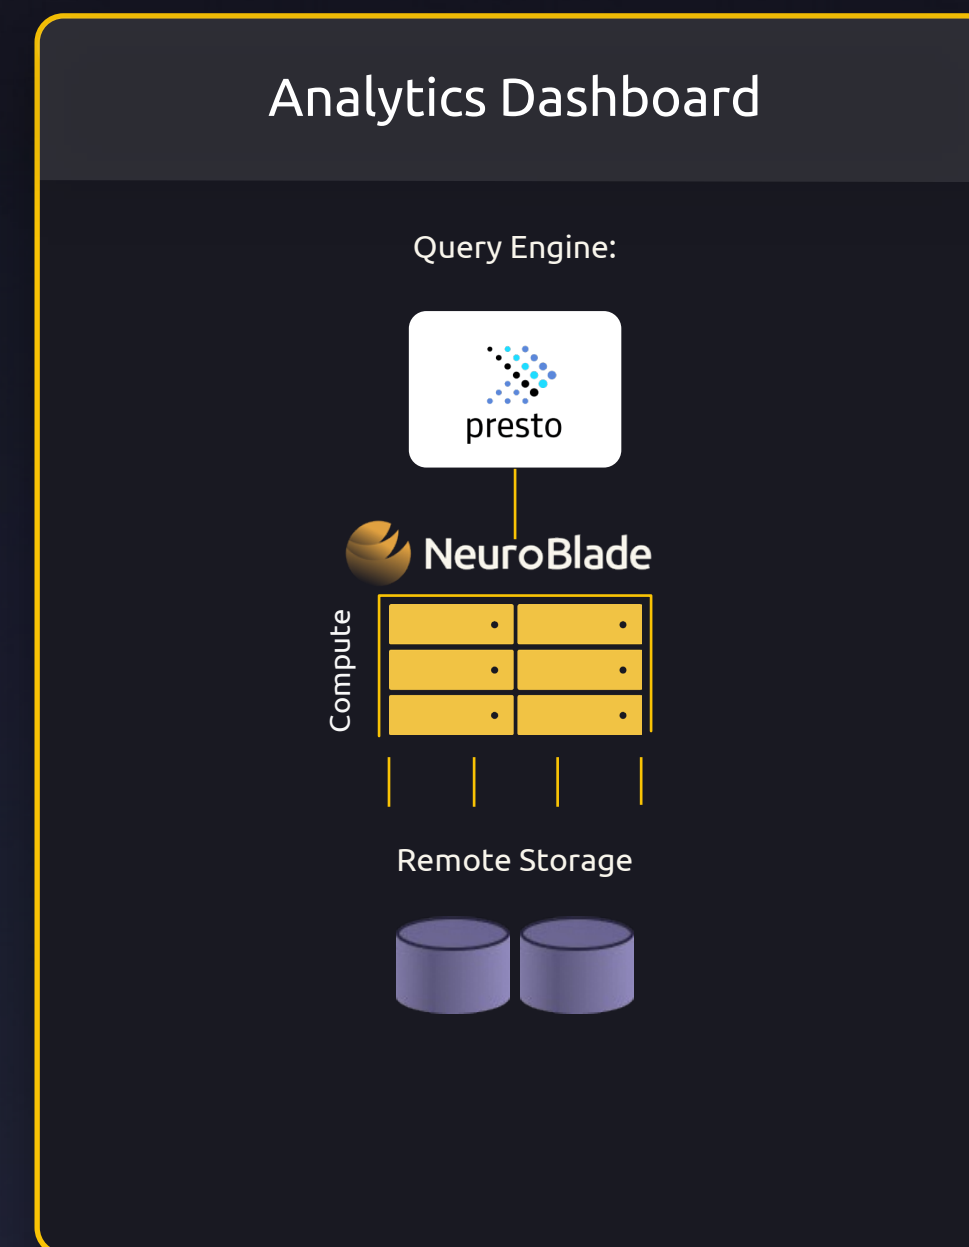 Analytics Dashboard
Query Engine:
presto
NeuroBlade
Compute
Remote Storage